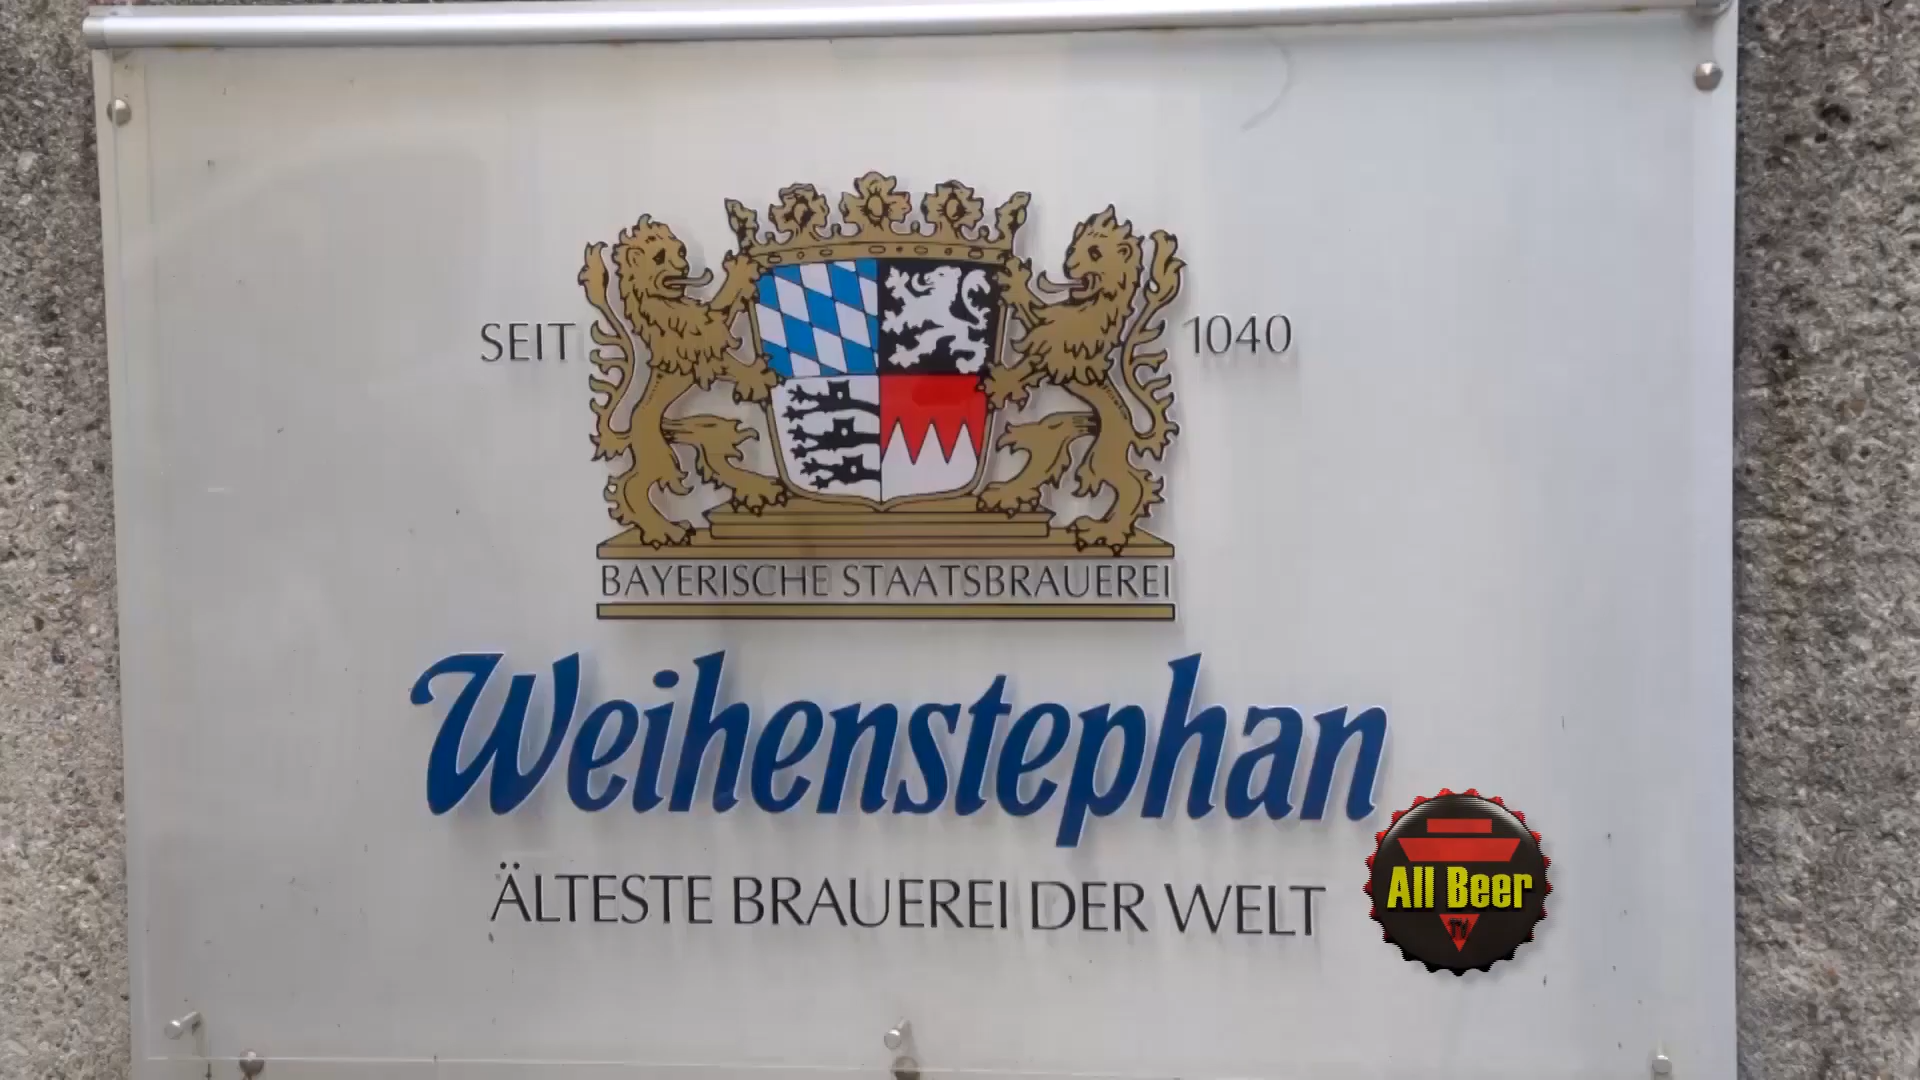 SEIT 1040
BAYERISCHE STAATSBRAUEREI
Weihenstephan
ÄLTESTE BRAUEREI DER WELT
All Beer
TV